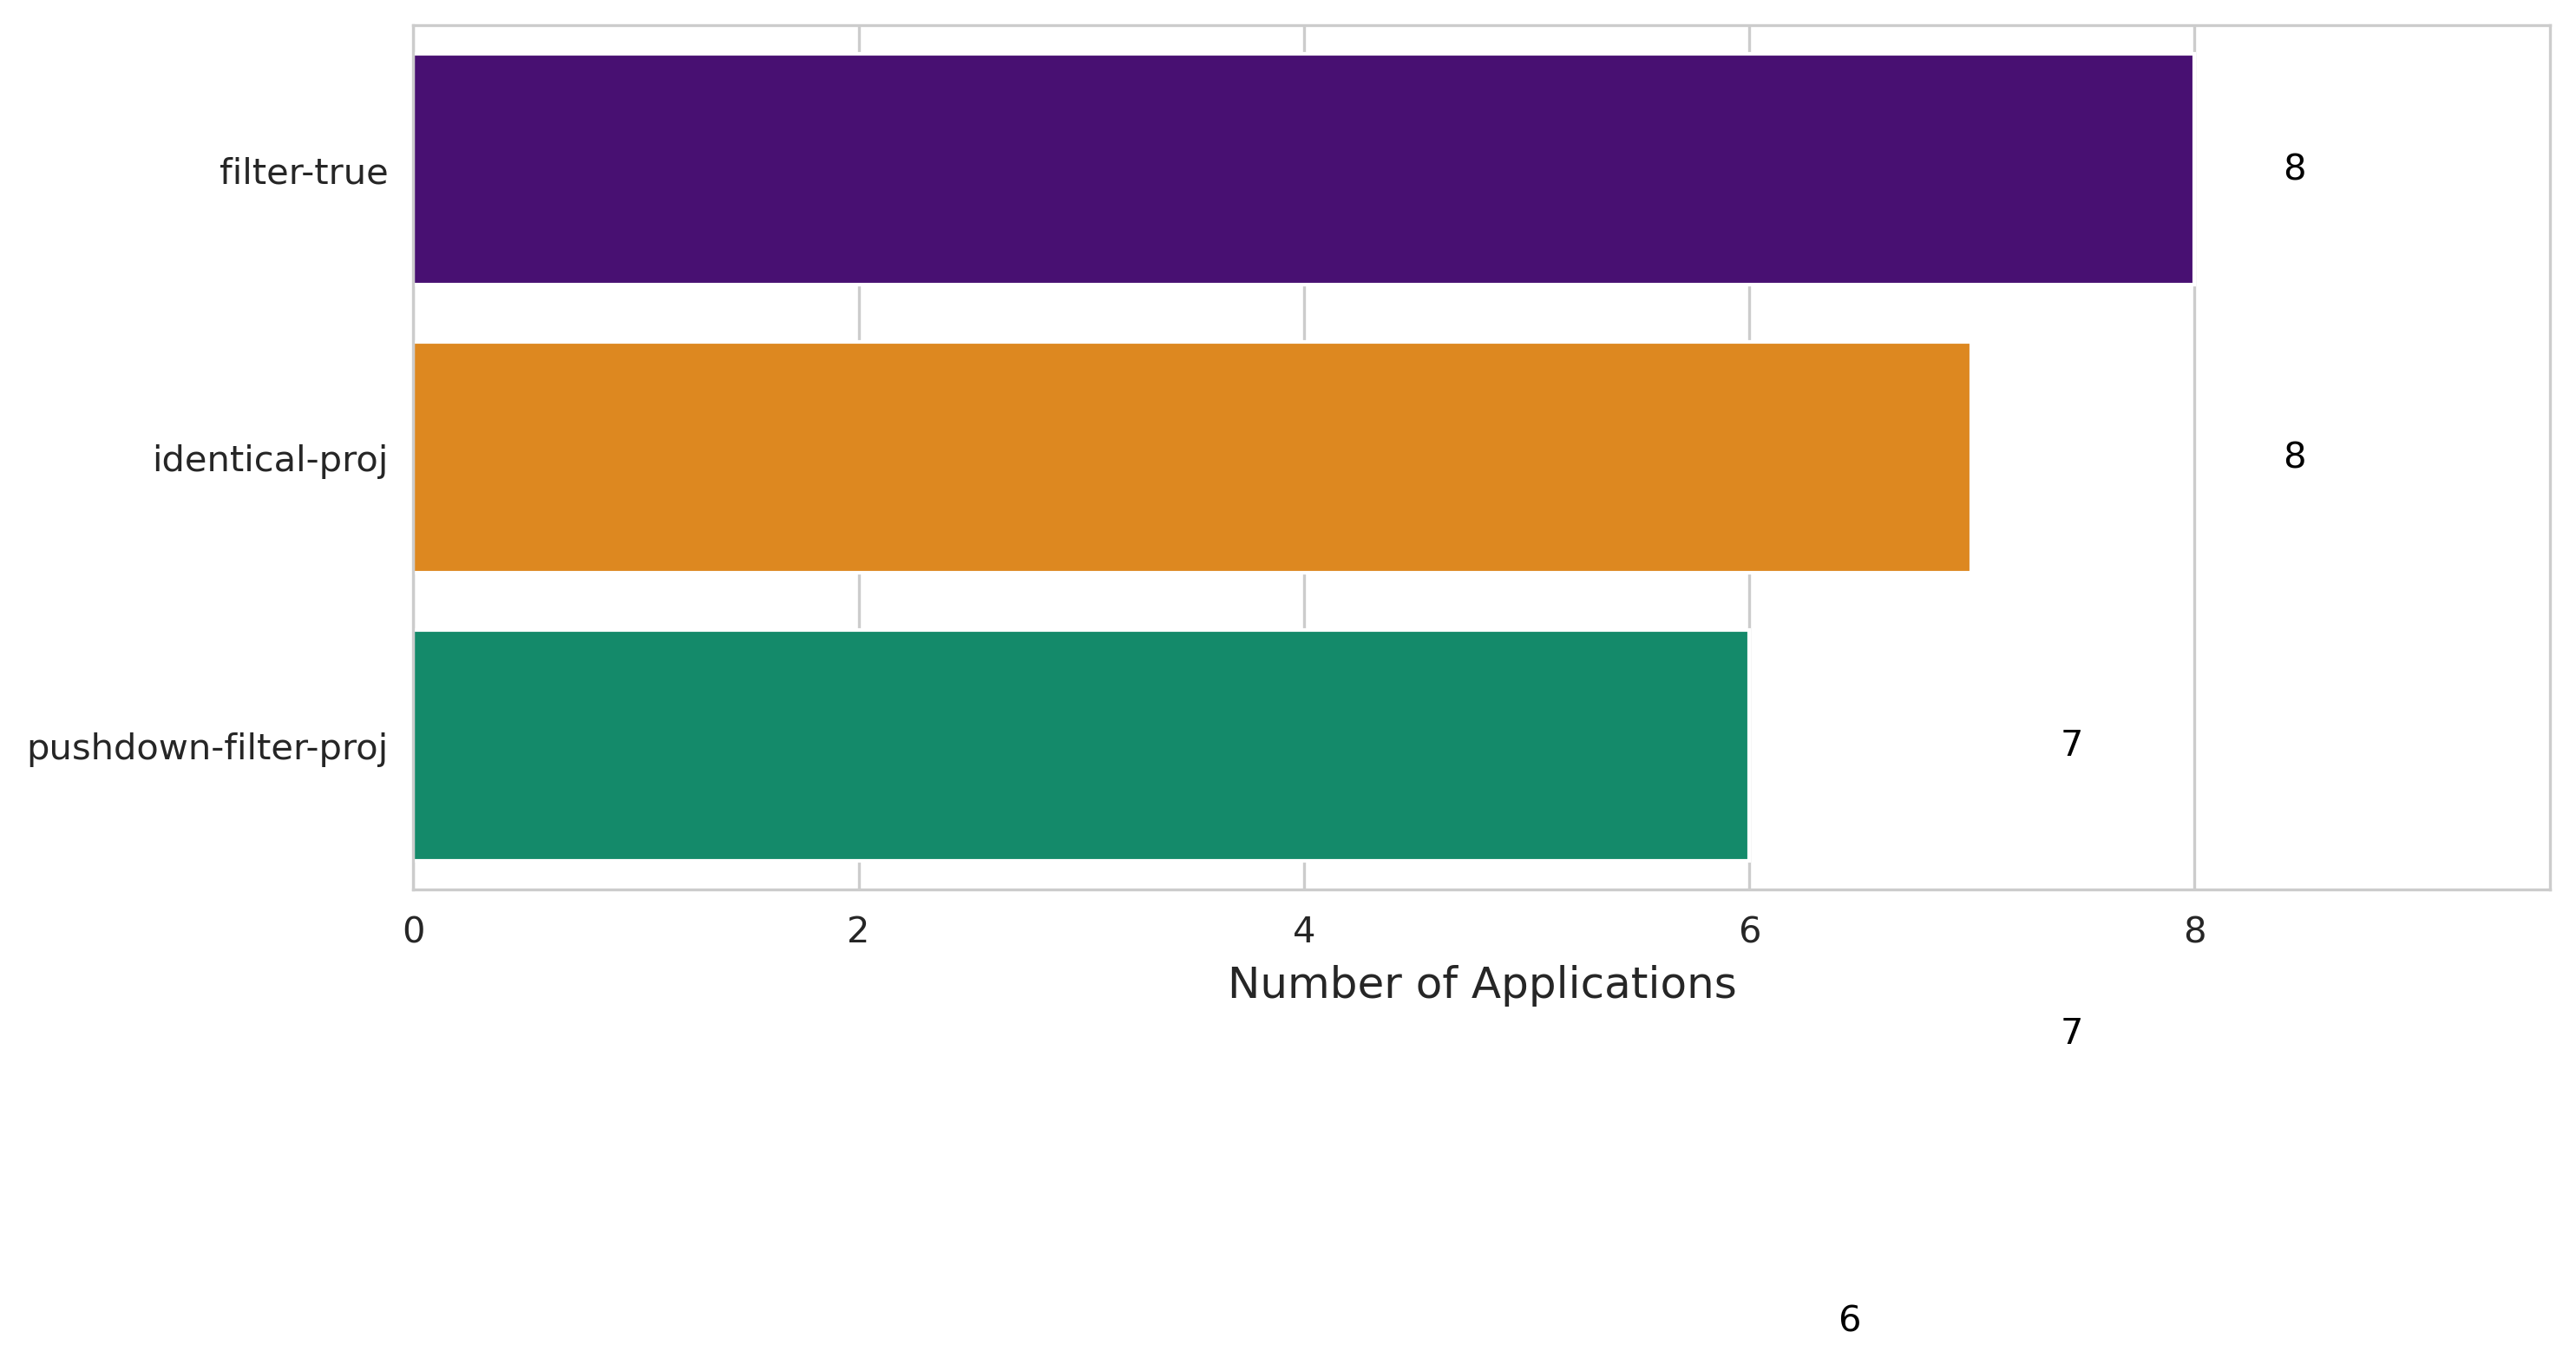 filter-true
8
identical-proj
8
pushdown-filter-proj
7
0 2 4 6 8
Number of Applications
7
6